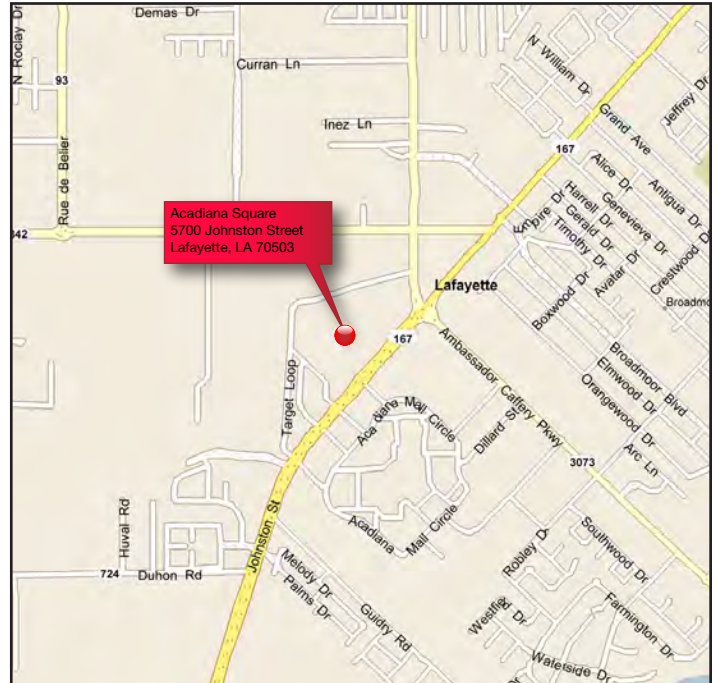 Demas Dr
N Roclay Dr
93
Curran Ln
N William Dr
Jeffrey Dr
Grand Ave
Inez Ln
167
Rue de Belier
Alice Dr
Antigua Dr
Harrell Dr
Genevieve Dr
Gerald Dr
Empire Dr
Timothy Dr
Crestwood Dr
Acadiana Square
5700 Johnston Street
Lafayette, LA 70503
342
Avatar Dr
Lafayette
Boxwood Dr
Broadmo
167
Ambassador Caffery Pkwy
Broadmoor Blvd
Elmwood Dr
Orangewood Dr
Target Loop
Acadiana Mall Circle
Dillard St
Arc Ln
3073
Huval Rd
Johnston St
Acadiana Mall Circle
Southwood Dr
Robley D
724
Duhon Rd
Melody Dr
Palms Dr
Guidry Rd
Westfield Dr
Farmington Dr
Waterside Dr